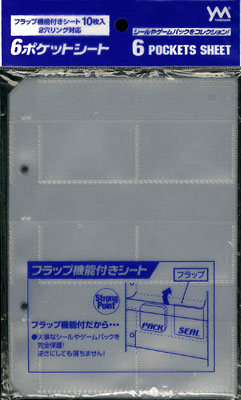 フラップ機能付きシート10枚入
2穴リング対応
6ポケットシート
YM
シールやゲームパックをコレクション!
6 POCKETS SHEET
フラップ機能付きシート
Strong
Point
フラップ
フラップ機能付だから・・・
●大事なシールやゲームパックを
完全保護!
逆さにしても落ちません!
PACK
SEAL